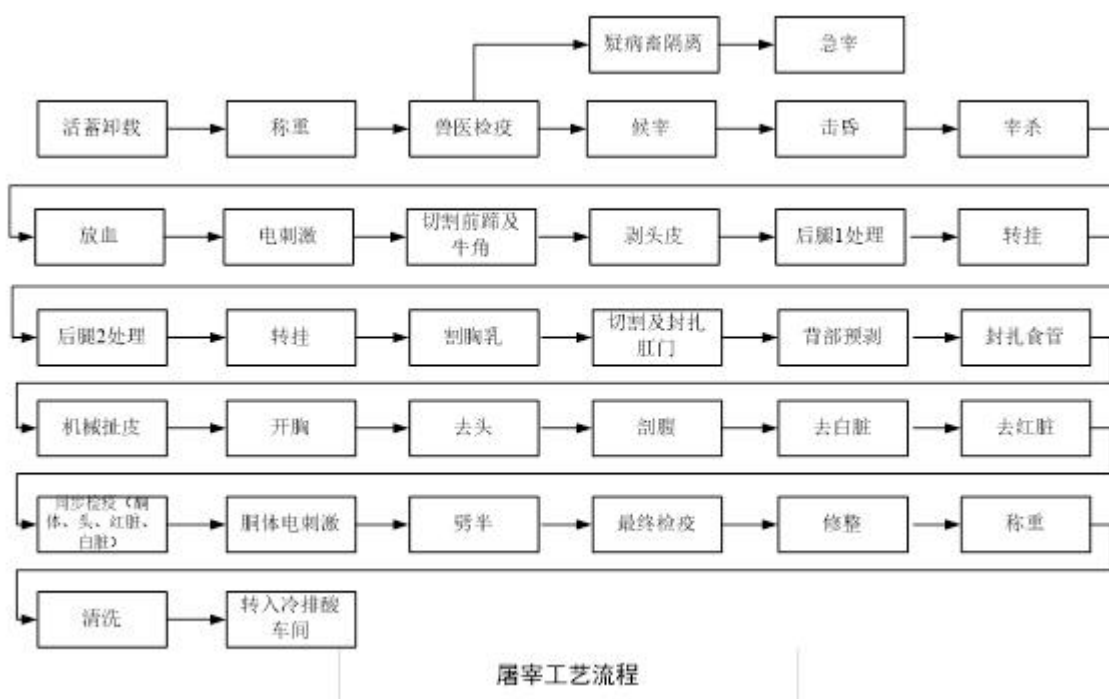 疑病畜隔离
急宰
活蓄卸载
称重
兽医检疫
候宰
击昏
宰杀
放血
电刺激
切割前蹄及
牛角
剥头皮
后腿1处理
转挂
后腿2处理
转挂
割胸乳
切割及封扎
肛门
背部预剥
封扎食管
机械扯皮
开胸
去头
剖腹
去白脏
去红脏
同步检疫（胴
体、头、红脏、
白脏）
胴体电刺激
劈半
最终检疫
修整
称重
清洗
转入冷排酸
车间
屠宰工艺流程